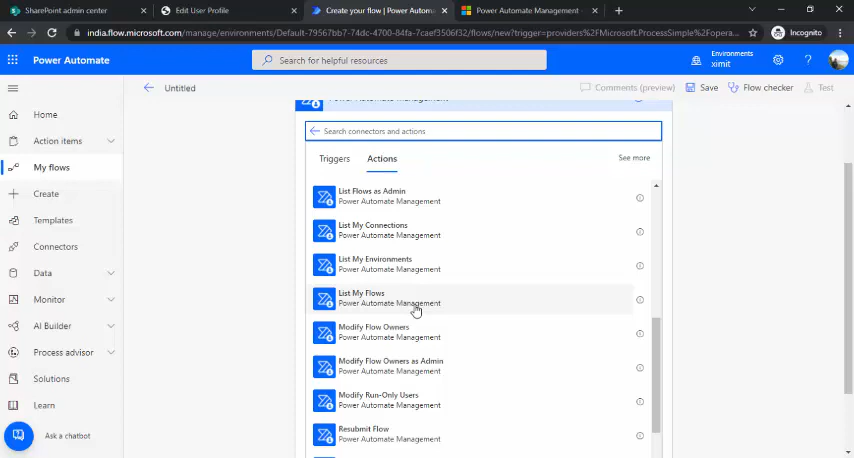 SharePoint admin center
Edit User Profile
Create your flow | Power Automa
Power Automate Management
india.flow.microsoft.com/manage/environments/Default-79567bb7-74dc-4700-84fa-7caef3506f32/flows/new?trigger=providers%2FMicrosoft.ProcessSimple%2Fopera...
Incognito
Power Automate
Search for helpful resources
Environments
ximit
Untitled
Comments (preview)
Save
Flow checker
Test
Home
Action items
My flows
Create
Templates
Connectors
Data
Monitor
AI Builder
Process advisor
Solutions
Learn
Ask a chatbot
Power Automate Management
Search connectors and actions
Triggers
Actions
See more
List Flows as Admin
Power Automate Management
List My Connections
Power Automate Management
List My Environments
Power Automate Management
List My Flows
Power Automate Management
Modify Flow Owners
Power Automate Management
Modify Flow Owners as Admin
Power Automate Management
Modify Run-Only Users
Power Automate Management
Resubmit Flow
Power Automate Management